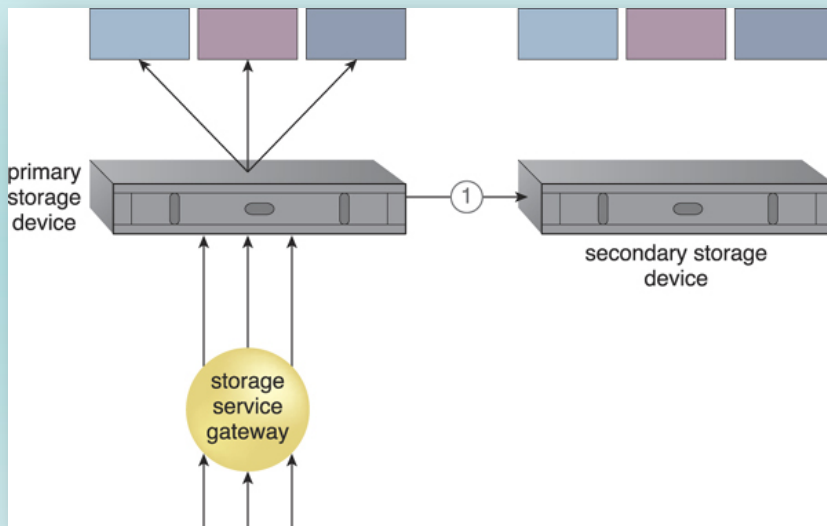 primary
storage
device
1
secondary storage
device
storage
service
gateway